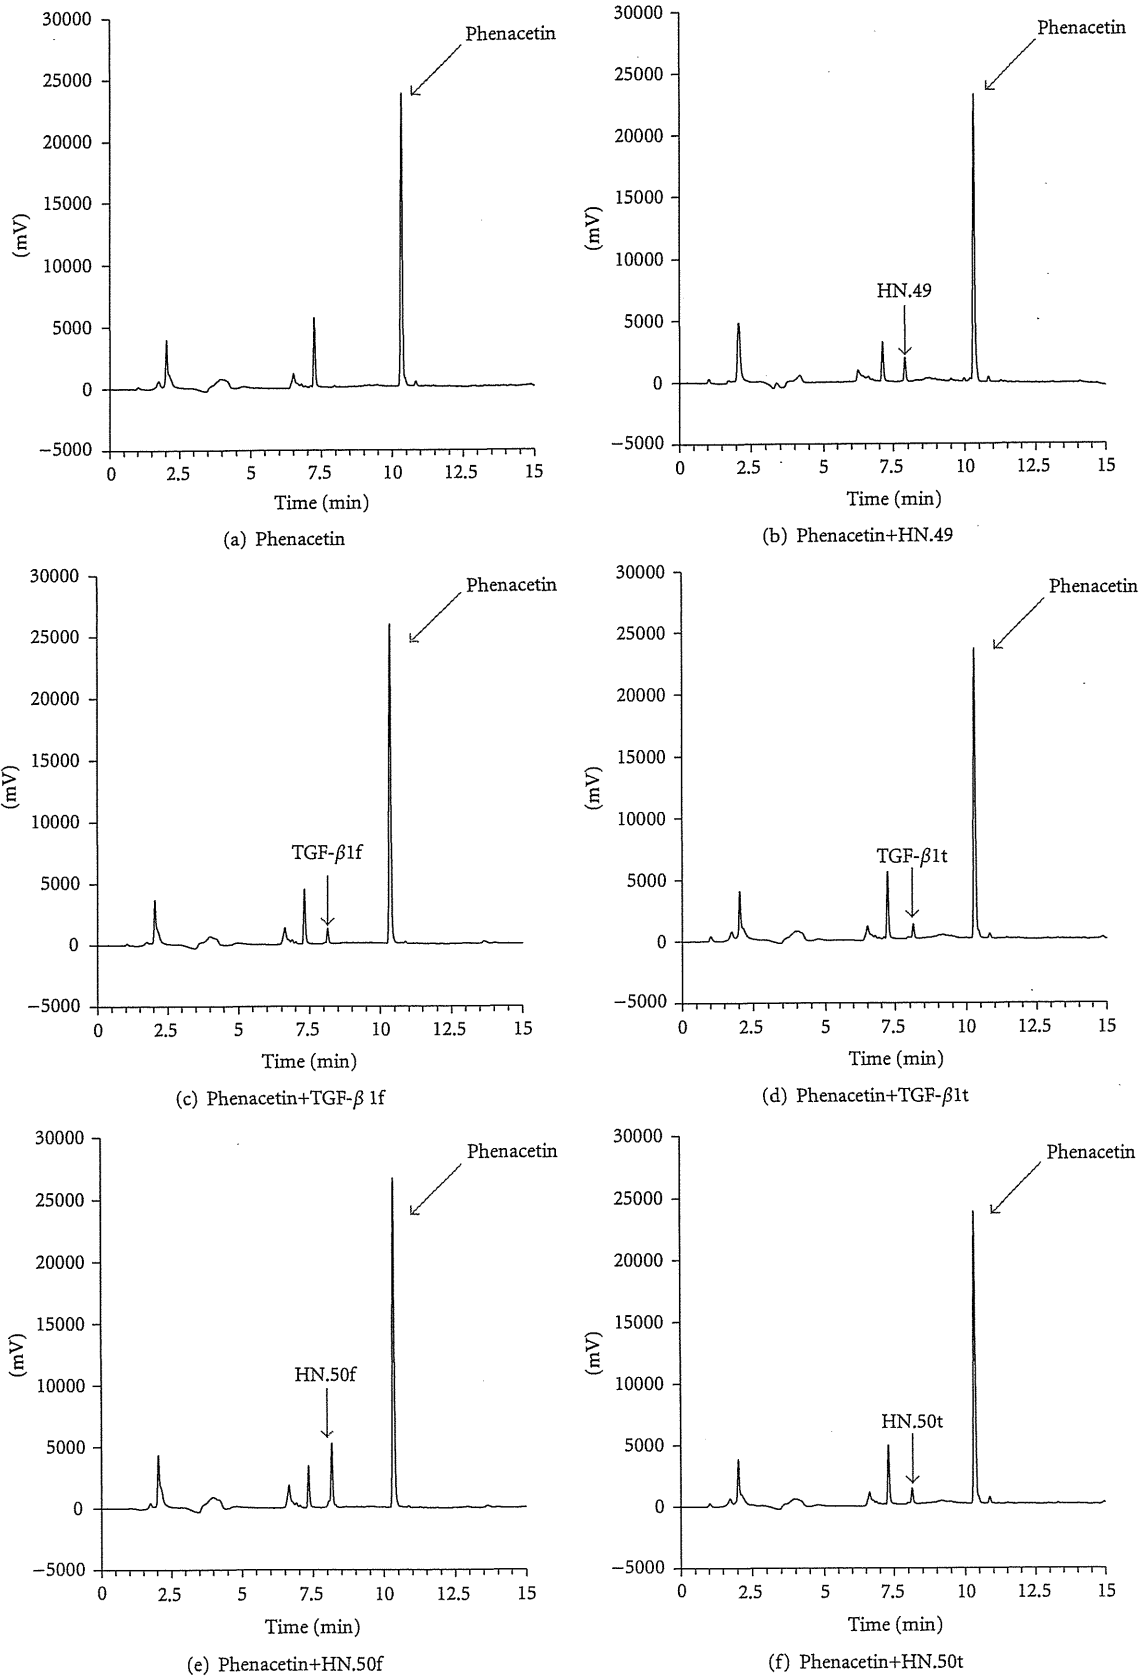 30000
25000
20000
15000
10000
5000
0
−5000
(mV)
Phenacetin
0 2.5 5 7.5 10 12.5 15
Time (min)
(a) Phenacetin
30000
25000
20000
15000
10000
5000
0
−5000
(mV)
Phenacetin
HN.49
0 2.5 5 7.5 10 12.5 15
Time (min)
(b) Phenacetin+HN.49
30000
25000
20000
15000
10000
5000
0
−5000
(mV)
Phenacetin
TGF-β1f
0 2.5 5 7.5 10 12.5 15
Time (min)
(c) Phenacetin+TGF-β 1f
30000
25000
20000
15000
10000
5000
0
−5000
(mV)
Phenacetin
TGF-β1t
0 2.5 5 7.5 10 12.5 15
Time (min)
(d) Phenacetin+TGF-β1t
30000
25000
20000
15000
10000
5000
0
−5000
(mV)
Phenacetin
HN.50f
0 2.5 5 7.5 10 12.5 15
Time (min)
(e) Phenacetin+HN.50f
30000
25000
20000
15000
10000
5000
0
−5000
(mV)
Phenacetin
HN.50t
0 2.5 5 7.5 10 12.5 15
Time (min)
(f) Phenacetin+HN.50t